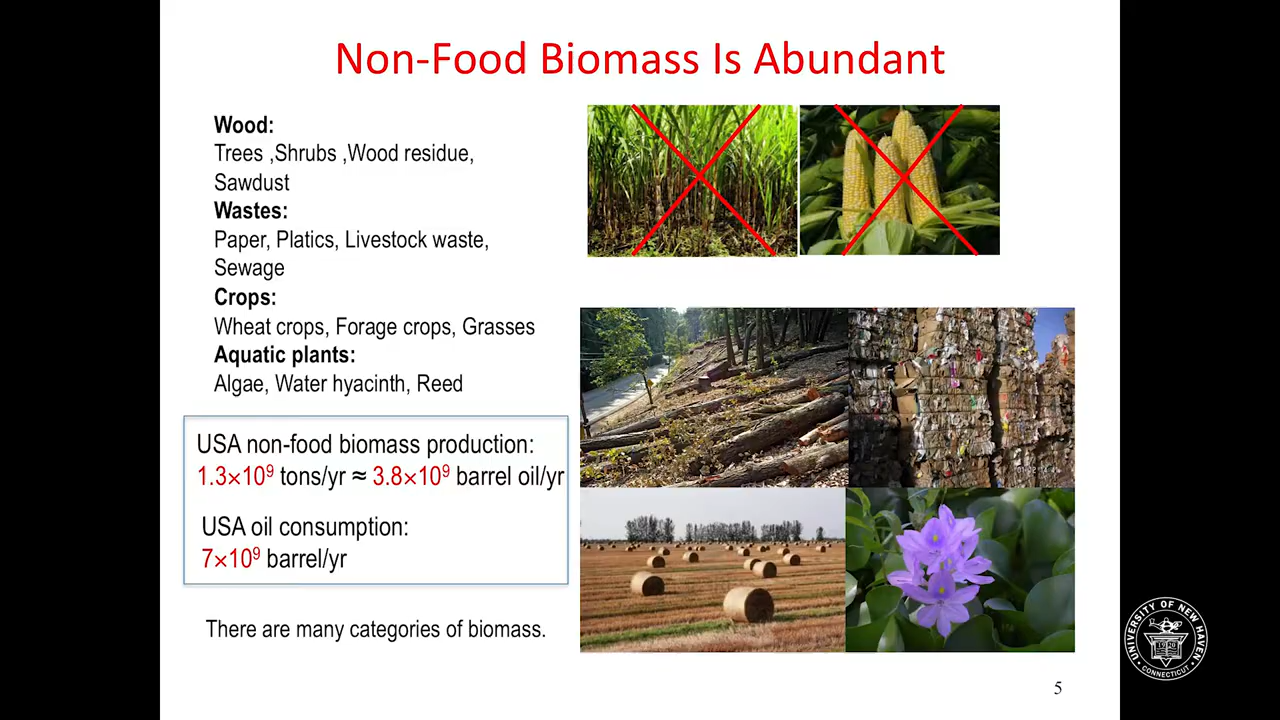 Non-Food Biomass Is Abundant
Wood:
Trees ,Shrubs ,Wood residue,
Sawdust
Wastes:
Paper, Platics, Livestock waste,
Sewage
Crops:
Wheat crops, Forage crops, Grasses
Aquatic plants:
Algae, Water hyacinth, Reed
USA non-food biomass production:
1.3×10⁹ tons/yr ≈ 3.8×10⁹ barrel oil/yr
USA oil consumption:
7×10⁹ barrel/yr
There are many categories of biomass.
5
UNIVERSITY OF NEW HAVEN
CONNECTICUT